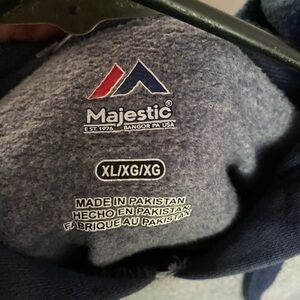 Majestic®
EST. 1976 BANGOR PA USA
XL/XG/XG
MADE IN PAKISTAN
HECHO EN PAKISTAN
FABRIQUE AU PAKISTAN